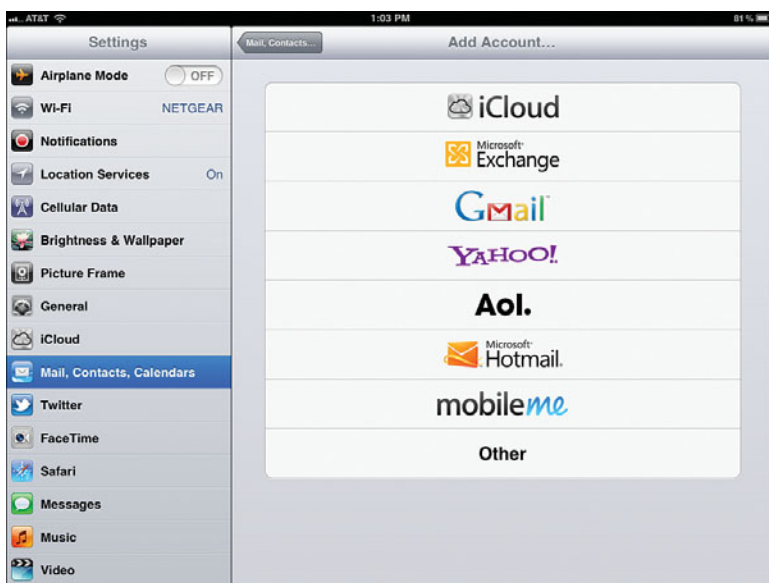 AT&T
1:03 PM
81%
Settings
Mail, Contacts...
Add Account...
Airplane Mode OFF
Wi-Fi NETGEAR
Notifications
Location Services On
Cellular Data
Brightness & Wallpaper
Picture Frame
General
iCloud
Mail, Contacts, Calendars
Twitter
FaceTime
Safari
Messages
Music
Video
iCloud
Microsoft
Exchange
Gmail
YAHOO!
Aol.
Microsoft
Hotmail
mobileme
Other